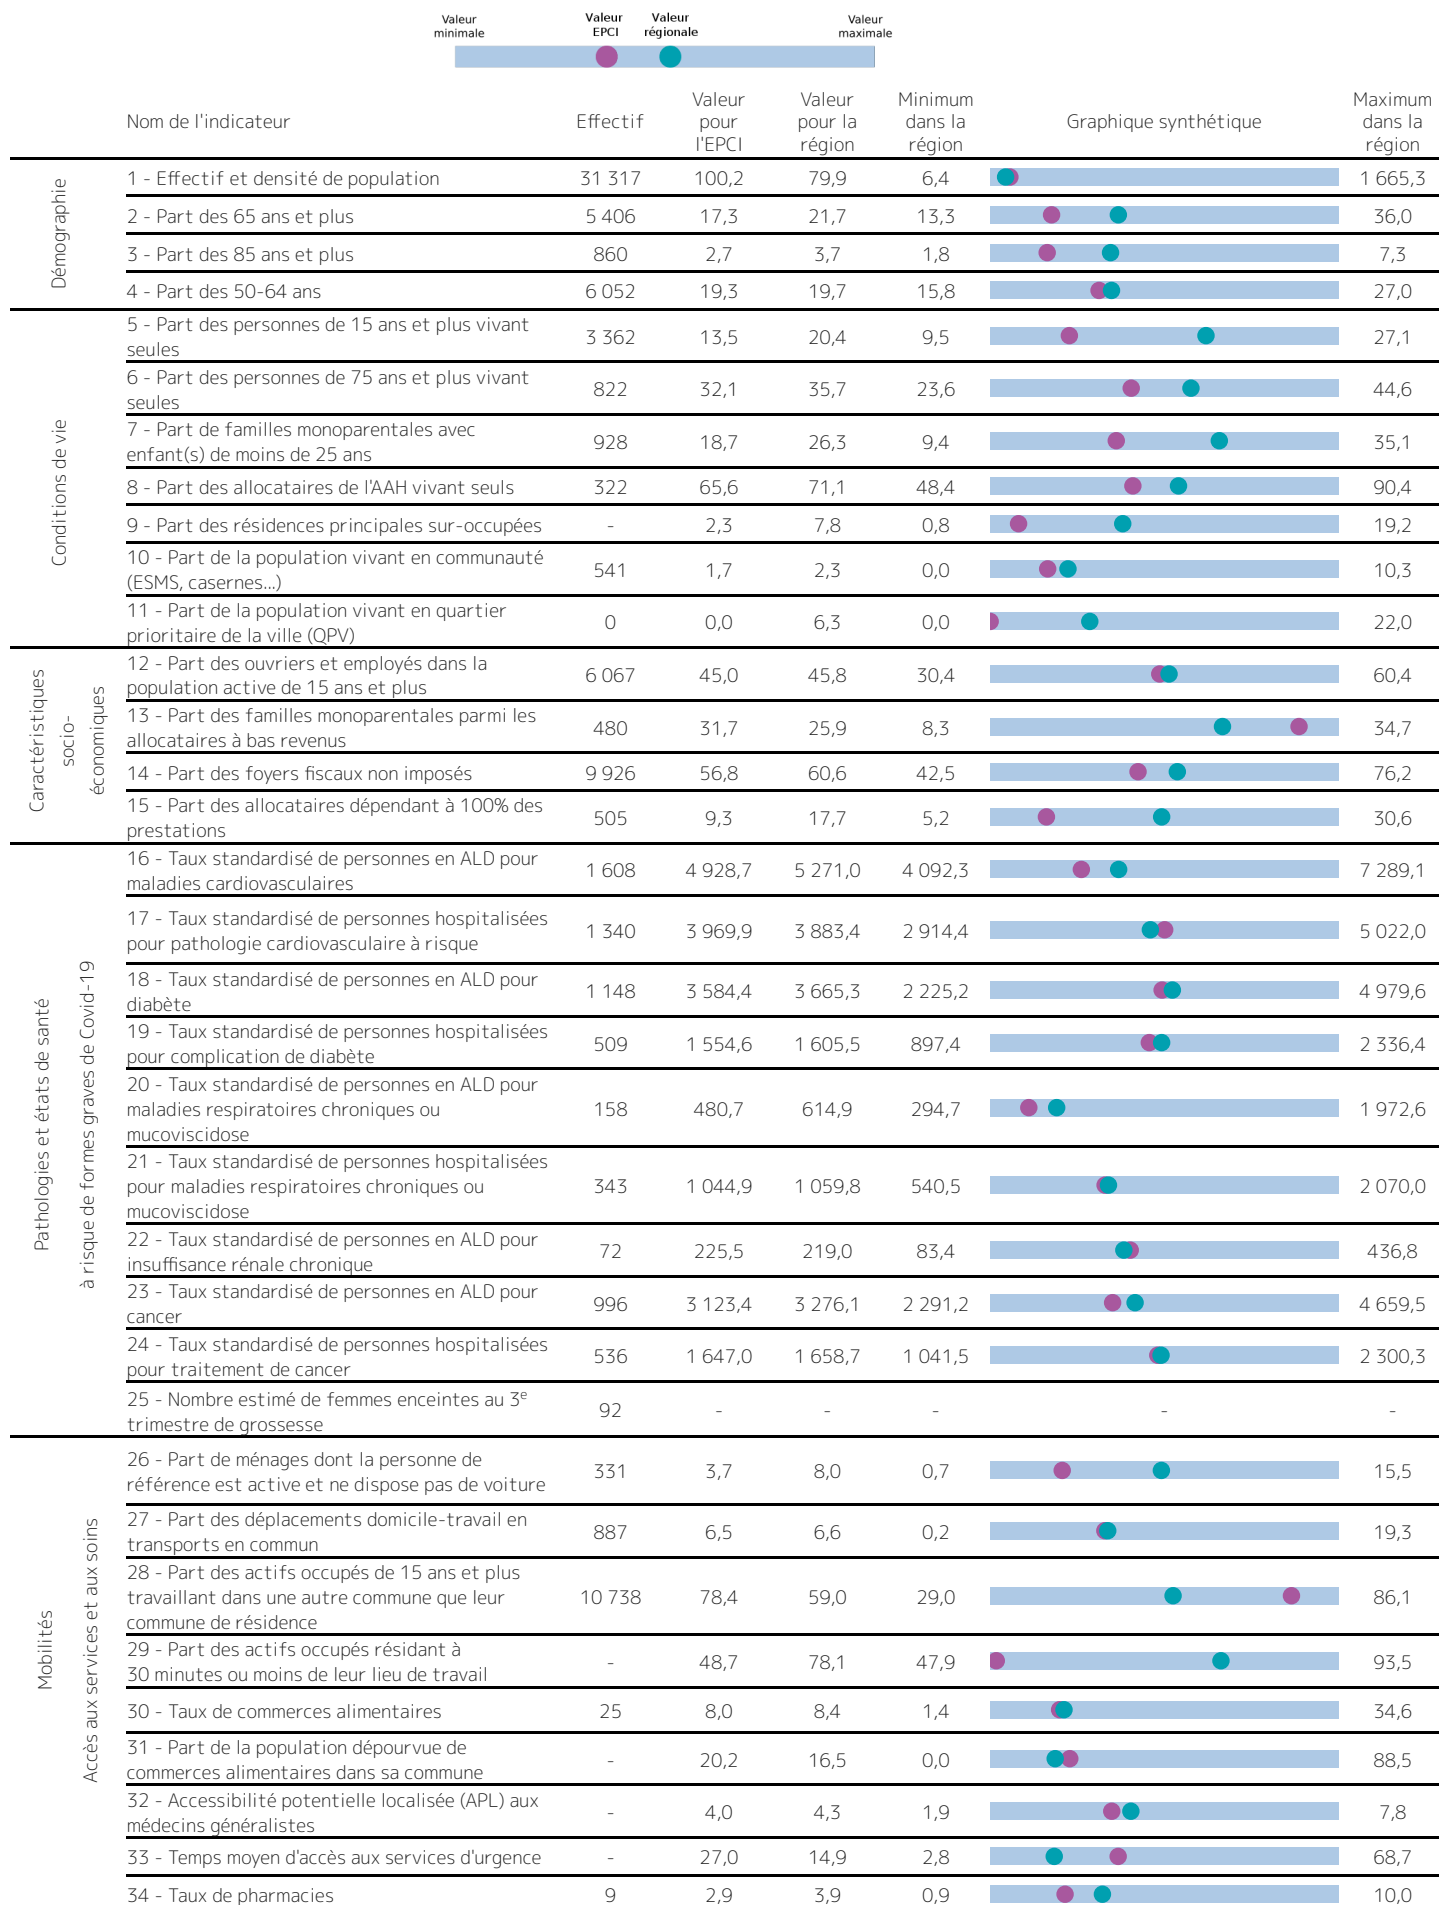 Valeur minimale
Valeur EPCI
Valeur régionale
Valeur maximale
Nom de l'indicateur
Effectif
Valeur pour l'EPCI
Valeur pour la région
Minimum dans la région
Graphique synthétique
Maximum dans la région
Démographie
1 - Effectif et densité de population 31 317 100,2 79,9 6,4 1 665,3
2 - Part des 65 ans et plus 5 406 17,3 21,7 13,3 36,0
3 - Part des 85 ans et plus 860 2,7 3,7 1,8 7,3
4 - Part des 50-64 ans 6 052 19,3 19,7 15,8 27,0
Conditions de vie
5 - Part des personnes de 15 ans et plus vivant
seules 3 362 13,5 20,4 9,5 27,1
6 - Part des personnes de 75 ans et plus vivant
seules 822 32,1 35,7 23,6 44,6
7 - Part de familles monoparentales avec
enfant(s) de moins de 25 ans 928 18,7 26,3 9,4 35,1
8 - Part des allocataires de l'AAH vivant seuls 322 65,6 71,1 48,4 90,4
9 - Part des résidences principales sur-occupées - 2,3 7,8 0,8 19,2
10 - Part de la population vivant en communauté
(ESMS, casernes...) 541 1,7 2,3 0,0 10,3
11 - Part de la population vivant en quartier
prioritaire de la ville (QPV) 0 0,0 6,3 0,0 22,0
Caractéristiques
socio-
économiques
12 - Part des ouvriers et employés dans la
population active de 15 ans et plus 6 067 45,0 45,8 30,4 60,4
13 - Part des familles monoparentales parmi les
allocataires à bas revenus 480 31,7 25,9 8,3 34,7
14 - Part des foyers fiscaux non imposés 9 926 56,8 60,6 42,5 76,2
15 - Part des allocataires dépendant à 100% des
prestations 505 9,3 17,7 5,2 30,6
Pathologies et états de santé
à risque de formes graves de Covid-19
16 - Taux standardisé de personnes en ALD pour
maladies cardiovasculaires 1 608 4 928,7 5 271,0 4 092,3 7 289,1
17 - Taux standardisé de personnes hospitalisées
pour pathologie cardiovasculaire à risque 1 340 3 969,9 3 883,4 2 914,4 5 022,0
18 - Taux standardisé de personnes en ALD pour
diabète 1 148 3 584,4 3 665,3 2 225,2 4 979,6
19 - Taux standardisé de personnes hospitalisées
pour complication de diabète 509 1 554,6 1 605,5 897,4 2 336,4
20 - Taux standardisé de personnes en ALD pour
maladies respiratoires chroniques ou 158 480,7 614,9 294,7 1 972,6
mucoviscidose
21 - Taux standardisé de personnes hospitalisées
pour maladies respiratoires chroniques ou 343 1 044,9 1 059,8 540,5 2 070,0
mucoviscidose
22 - Taux standardisé de personnes en ALD pour
insuffisance rénale chronique 72 225,5 219,0 83,4 436,8
23 - Taux standardisé de personnes en ALD pour
cancer 996 3 123,4 3 276,1 2 291,2 4 659,5
24 - Taux standardisé de personnes hospitalisées
pour traitement de cancer 536 1 647,0 1 658,7 1 041,5 2 300,3
25 - Nombre estimé de femmes enceintes au 3e
trimestre de grossesse 92 - - - - -
Mobilités
Accès aux services et aux soins
26 - Part de ménages dont la personne de
référence est active et ne dispose pas de voiture 331 3,7 8,0 0,7 15,5
27 - Part des déplacements domicile-travail en
transports en commun 887 6,5 6,6 0,2 19,3
28 - Part des actifs occupés de 15 ans et plus
travaillant dans une autre commune que leur 10 738 78,4 59,0 29,0 86,1
commune de résidence
29 - Part des actifs occupés résidant à
30 minutes ou moins de leur lieu de travail - 48,7 78,1 47,9 93,5
30 - Taux de commerces alimentaires 25 8,0 8,4 1,4 34,6
31 - Part de la population dépourvue de
commerces alimentaires dans sa commune - 20,2 16,5 0,0 88,5
32 - Accessibilité potentielle localisée (APL) aux
médecins généralistes - 4,0 4,3 1,9 7,8
33 - Temps moyen d'accès aux services d'urgence - 27,0 14,9 2,8 68,7
34 - Taux de pharmacies 9 2,9 3,9 0,9 10,0